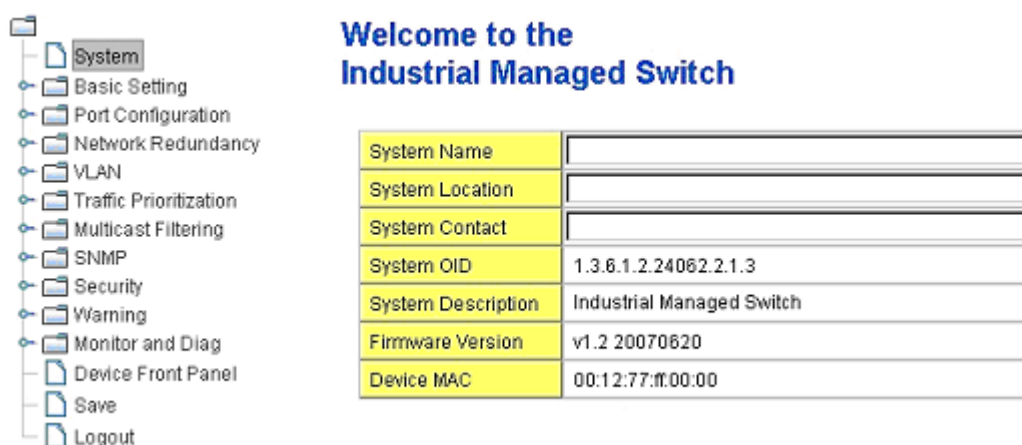 System
Basic Setting
Port Configuration
Network Redundancy
VLAN
Traffic Prioritization
Multicast Filtering
SNMP
Security
Warning
Monitor and Diag
Device Front Panel
Save
Logout
Welcome to the
Industrial Managed Switch
System Name
System Location
System Contact
System OID 1.3.6.1.2.24062.2.1.3
System Description Industrial Managed Switch
Firmware Version v1.2 20070620
Device MAC 00:12:77:ff:00:00